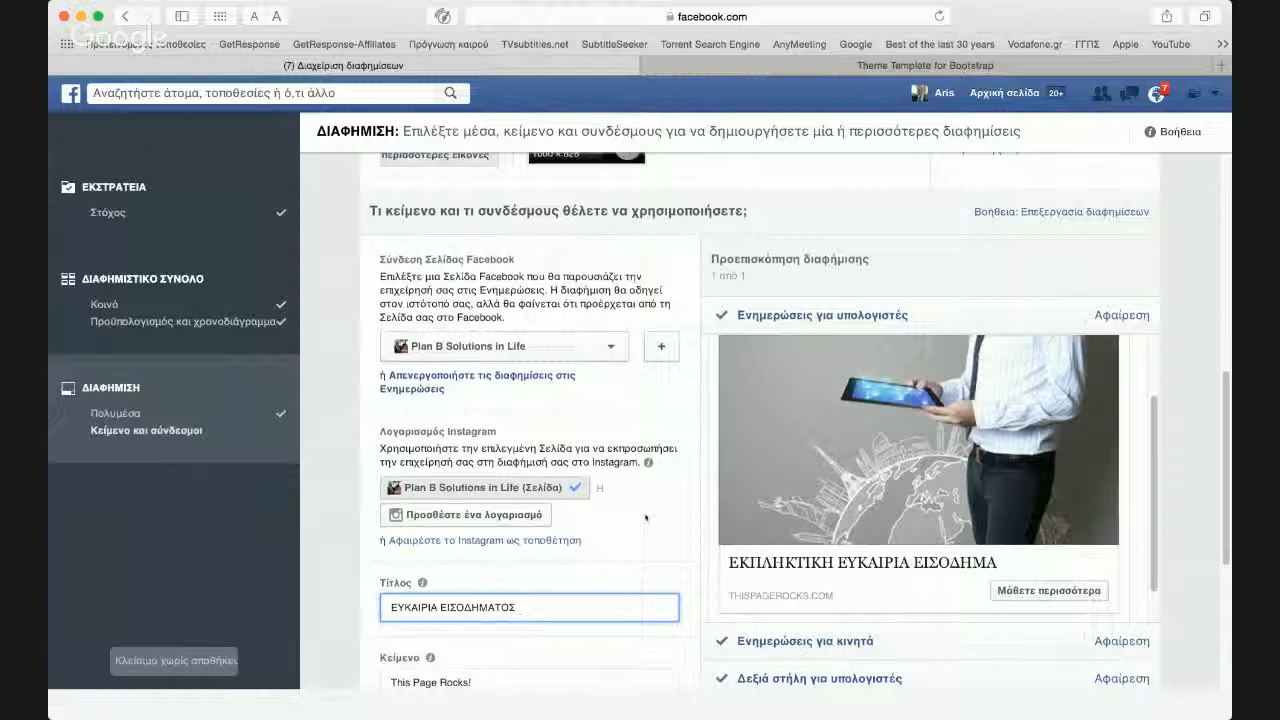 facebook.com
Google
Προτεινόμενες τοποθεσίες GetResponse GetResponse-Affiliates Πρόγνωση καιρού TVsubtitles.net SubtitleSeeker Torrent Search Engine AnyMeeting Google Best of the last 30 years Vodafone.gr ΓΓΠΣ Apple YouTube
(7) Διαχείριση διαφημίσεων
Theme Template for Bootstrap
Αναζητήστε άτομα, τοποθεσίες ή ό,τι άλλο
Aris Αρχική σελίδα 20+ 7
ΔΙΑΦΗΜΙΣΗ: Επιλέξτε μέσα, κείμενο και συνδέσμους για να δημιουργήσετε μία ή περισσότερες διαφημίσεις
Βοήθεια
ΕΚΣΤΡΑΤΕΙΑ
Στόχος
ΔΙΑΦΗΜΙΣΤΙΚΟ ΣΥΝΟΛΟ
Κοινό
Προϋπολογισμός και χρονοδιάγραμμα
ΔΙΑΦΗΜΙΣΗ
Πολυμέσα
Κείμενο και σύνδεσμοι
Κλείσιμο χωρίς αποθήκευ
περισσότερες εικόνες
1000 × 628
Τι κείμενο και τι συνδέσμους θέλετε να χρησιμοποιήσετε;
Βοήθεια: Επεξεργασία διαφημίσεων
Σύνδεση Σελίδας Facebook
Επιλέξτε μια Σελίδα Facebook που θα παρουσιάζει την
επιχείρησή σας στις Ενημερώσεις. Η διαφήμιση θα οδηγεί
στον ιστότοπό σας, αλλά θα φαίνεται ότι προέρχεται από τη
Σελίδα σας στο Facebook.
Plan B Solutions in Life
+
ή Απενεργοποιήστε τις διαφημίσεις στις
Ενημερώσεις
Λογαριασμός Instagram
Χρησιμοποιήστε την επιλεγμένη Σελίδα για να εκπροσωπήσει
την επιχείρησή σας στη διαφήμισή σας στο Instagram.
Plan B Solutions in Life (Σελίδα) Η
Προσθέστε ένα λογαριασμό
ή Αφαιρέστε το Instagram ως τοποθέτηση
Τίτλος
ΕΥΚΑΙΡΙΑ ΕΙΣΟΔΗΜΑΤΟΣ
Κείμενο
This Page Rocks!
Προεπισκόπηση διαφήμισης
1 από 1
Ενημερώσεις για υπολογιστές Αφαίρεση
ΕΚΠΛΗΚΤΙΚΗ ΕΥΚΑΙΡΙΑ ΕΙΣΟΔΗΜΑ
THISPAGEROCKS.COM
Μάθετε περισσότερα
Ενημερώσεις για κινητά Αφαίρεση
Δεξιά στήλη για υπολογιστές Αφαίρεση